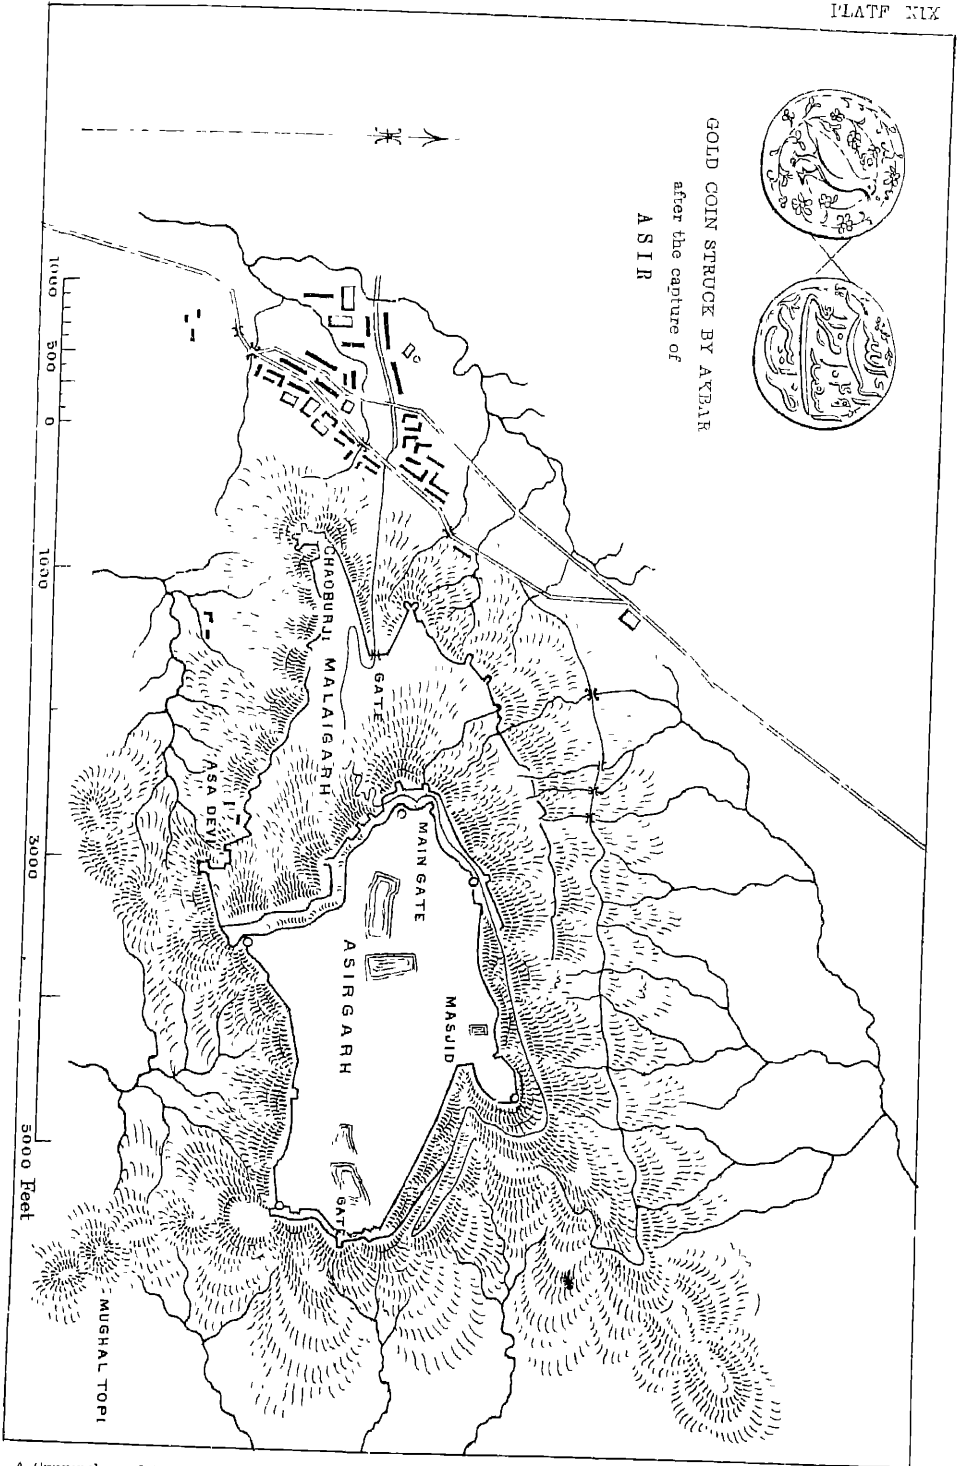 PLATE XIX
GOLD COIN STRUCK BY AKBAR
after the capture of
ASIR
CHAOBURJI
MALAIGARH
GATE
ASA DEVI
MAIN GATE
ASIRGARH
MASJID
GATE
MUGHAL TOPI
1000
500
0
1000
3000
5000 Feet